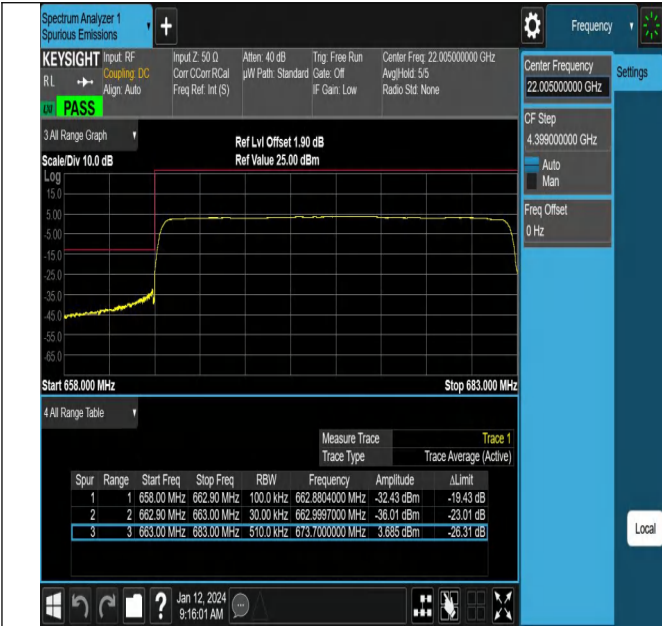 Spectrum Analyzer 1
Spurious Emissions
+
Frequency
KEYSIGHT
RL
PASS
Input: RF
Coupling: DC
Align: Auto
Input Z: 50 Ω
Corr CCorr RCal
Freq Ref: Int (S)
Atten: 40 dB
µW Path: Standard
Trig: Free Run
Gate: Off
IF Gain: Low
Center Freq: 22.005000000 GHz
Avg|Hold: 5/5
Radio Std: None
Center Frequency
22.005000000 GHz
Settings
CF Step
4.399000000 GHz
Auto
Man
Freq Offset
0 Hz
3 All Range Graph
Scale/Div 10.0 dB
Ref Lvl Offset 1.90 dB
Ref Value 25.00 dBm
Log
15.0
5.00
-5.00
-15.0
-25.0
-35.0
-45.0
-55.0
-65.0
Start 658.000 MHz
Stop 683.000 MHz
4 All Range Table
Measure Trace Trace 1
Trace Type Trace Average (Active)
Spur Range Start Freq Stop Freq RBW Frequency Amplitude ΔLimit
1 1 658.00 MHz 662.90 MHz 100.0 kHz 662.8804000 MHz -32.43 dBm -19.43 dB
2 2 662.90 MHz 663.00 MHz 30.00 kHz 662.9997000 MHz -36.01 dBm -23.01 dB
3 3 663.00 MHz 683.00 MHz 510.0 kHz 673.7000000 MHz 3.685 dBm -26.31 dB
Local
?
Jan 12, 2024
9:16:01 AM